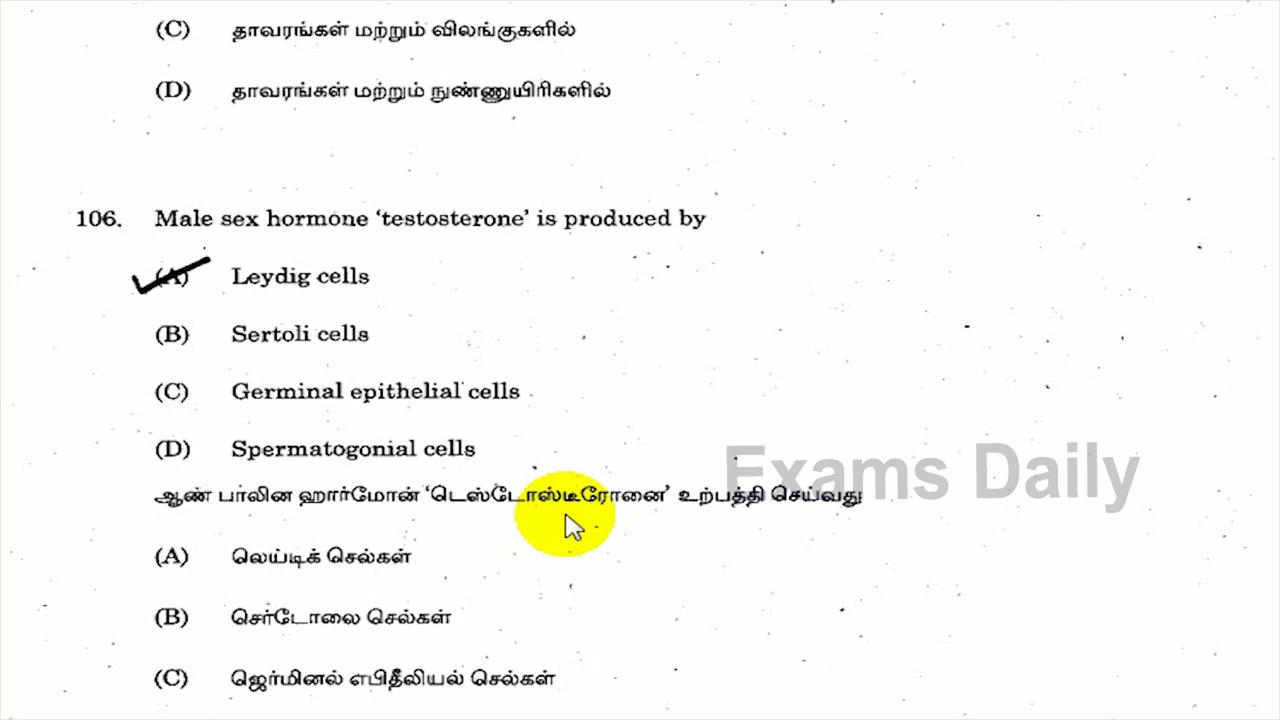 (C) தாவரங்கள் மற்றும் விலங்குகளில்
(D) தாவரங்கள் மற்றும் நுண்ணுயிரிகளில்
106. Male sex hormone ‘testosterone’ is produced by
(A) Leydig cells
(B) Sertoli cells
(C) Germinal epithelial cells
(D) Spermatogonial cells
Exams Daily
ஆண் பாலின ஹார்மோன் ‘டெஸ்டோஸ்டீரோனை’ உற்பத்தி செய்வது
(A) லெய்டிக் செல்கள்
(B) செர்டோலை செல்கள்
(C) ஜெர்மினல் எபிதீலியல் செல்கள்